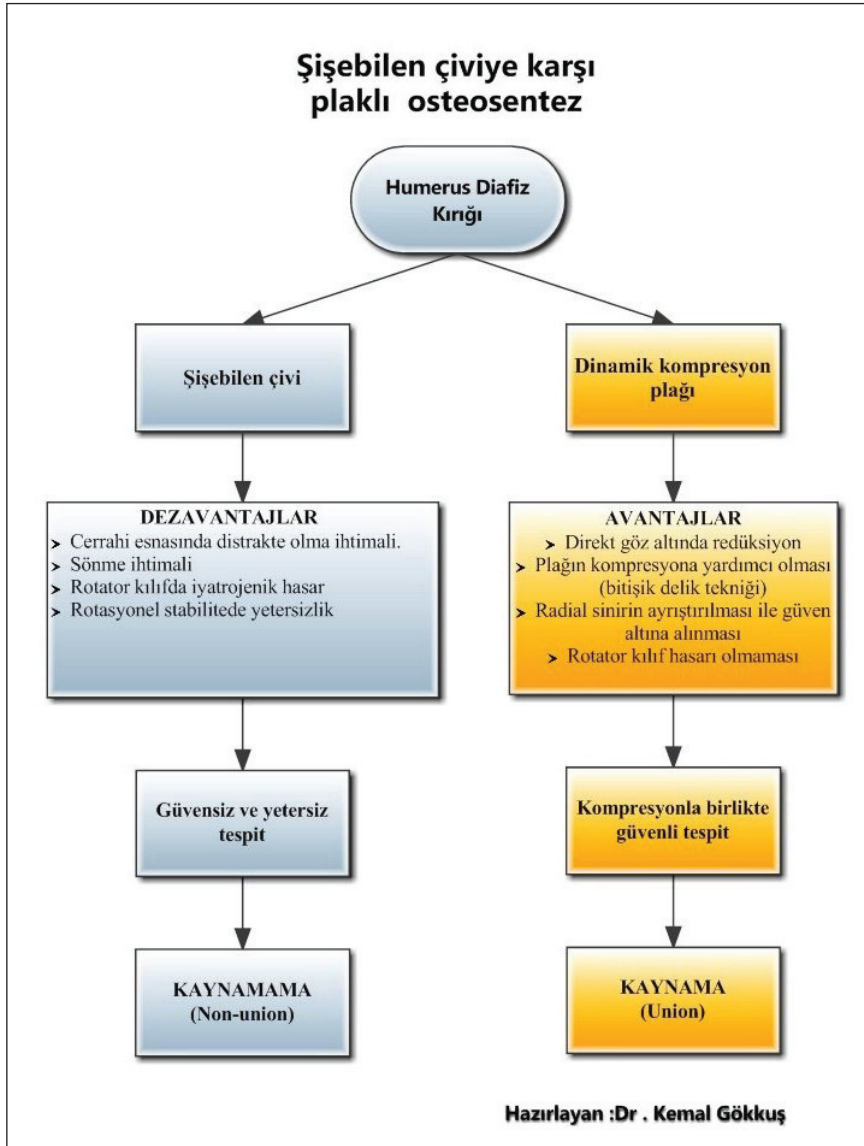 Şişebilen çiviye karşı
plaklı osteosentez
Humerus Diafiz
Kırığı
Şişebilen çivi
Dinamik kompresyon
plağı
DEZAVANTAJLAR
➤ Cerrahi esnasında distrakte olma ihtimali.
➤ Sönme ihtimali
➤ Rotator kılıfda iyatrojenik hasar
➤ Rotasyonel stabilitede yetersizlik
AVANTAJLAR
➤ Direkt göz altında redüksiyon
➤ Plağın kompresyona yardımcı olması
(bitişik delik tekniği)
➤ Radial sinirin ayrıştırılması ile güven
altına alınması
➤ Rotator kılıf hasarı olmaması
Güvensiz ve yetersiz
tespit
Kompresyonla birlikte
güvenli tespit
KAYNAMAMA
(Non-union)
KAYNAMA
(Union)
Hazırlayan :Dr . Kemal Gökkuş